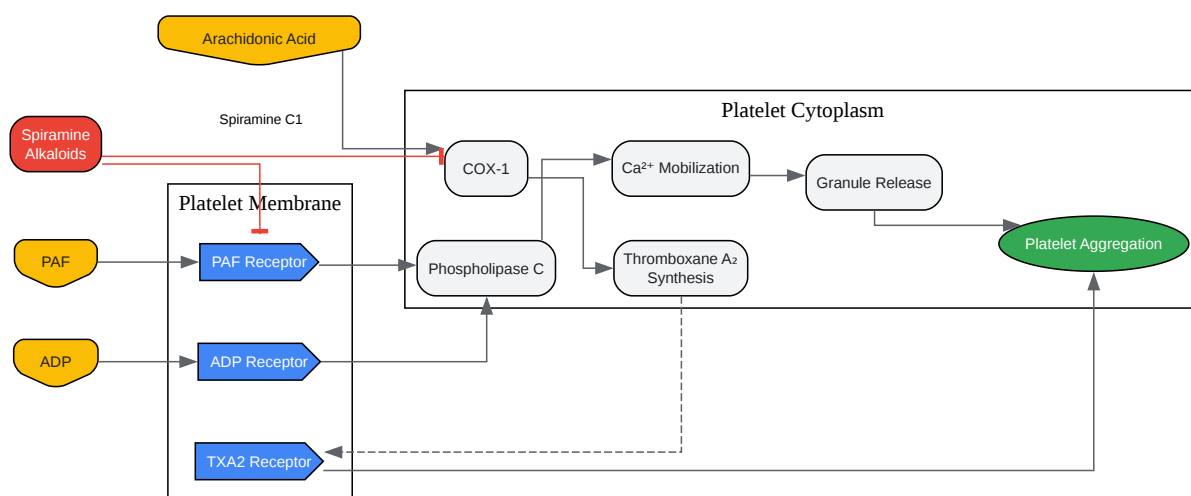 Arachidonic Acid
Platelet Cytoplasm
Spiramine C1
Spiramine
Alkaloids
COX-1
Ca²⁺ Mobilization
Granule Release
Platelet Membrane
PAF
PAF Receptor
Phospholipase C
Thromboxane A₂
Synthesis
Platelet Aggregation
ADP
ADP Receptor
TXA2 Receptor